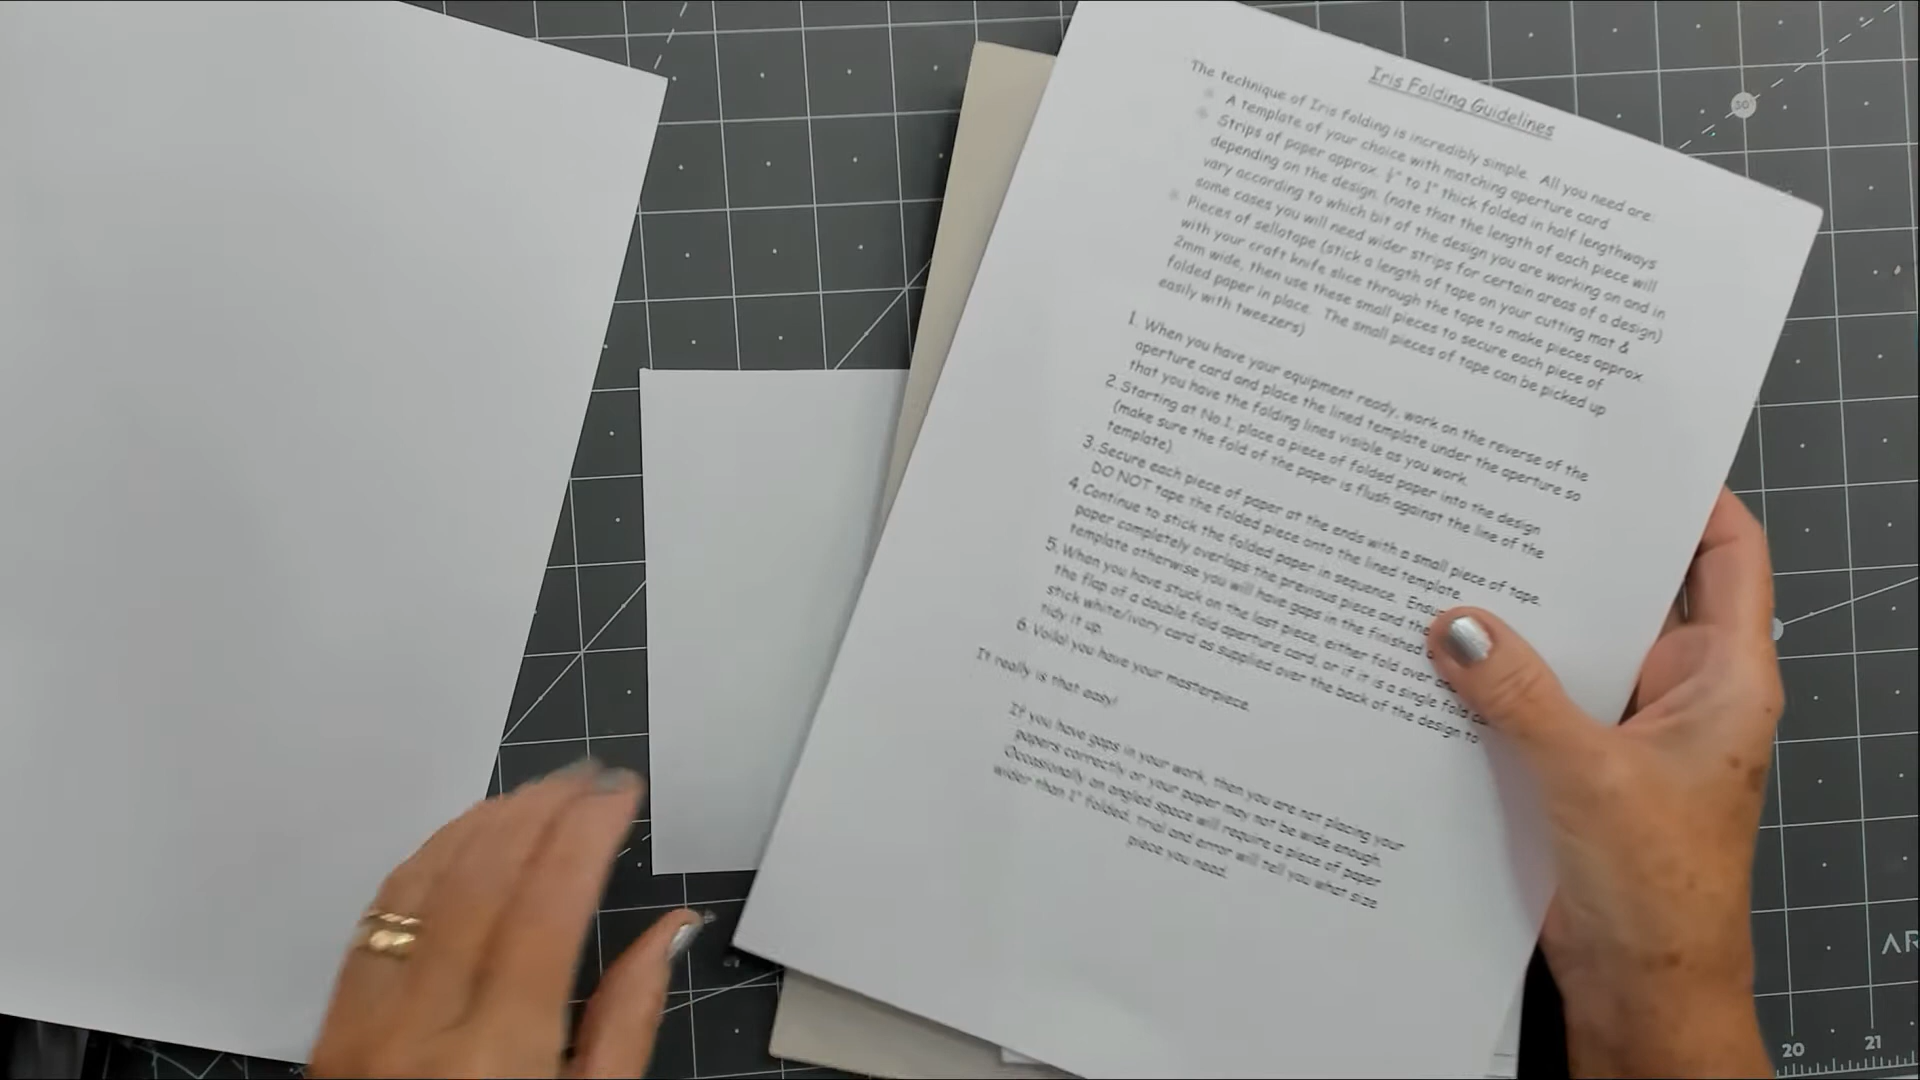 Iris Folding Guidelines
The technique of Iris folding is incredibly simple. All you need are:
A template of your choice with matching aperture card
Strips of paper approx. ½" to 1" thick folded in half lengthways
depending on the design. (note that the length of each piece will
vary according to which bit of the design you are working on and in
some cases you will need wider strips for certain areas of a design)
Pieces of sellotape (stick a length of tape on your cutting mat &
with your craft knife slice through the tape to make pieces approx.
2mm wide, then use these small pieces to secure each piece of
folded paper in place. The small pieces of tape can be picked up
easily with tweezers)
1. When you have your equipment ready, work on the reverse of the
aperture card and place the lined template under the aperture so
that you have the folding lines visible as you work.
2. Starting at No.1, place a piece of folded paper into the design
(make sure the fold of the paper is flush against the line of the
template).
3. Secure each piece of paper at the ends with a small piece of tape.
DO NOT tape the folded piece onto the lined template.
4. Continue to stick the folded paper in sequence. Ensu
paper completely overlaps the previous piece and the
template otherwise you will have gaps in the finished
5. When you have stuck on the last piece, either fold over and
the flap of a double fold aperture card, or if it is a single fold
stick white/ivory card as supplied over the back of the design to
tidy it up.
6. Voila! you have your masterpiece.
It really is that easy!
If you have gaps in your work, then you are not placing your
papers correctly or your paper may not be wide enough.
Occasionally an angled space will require a piece of paper
wider than 1" folded, trial and error will tell you what size
piece you need.
50°
AR
20 21